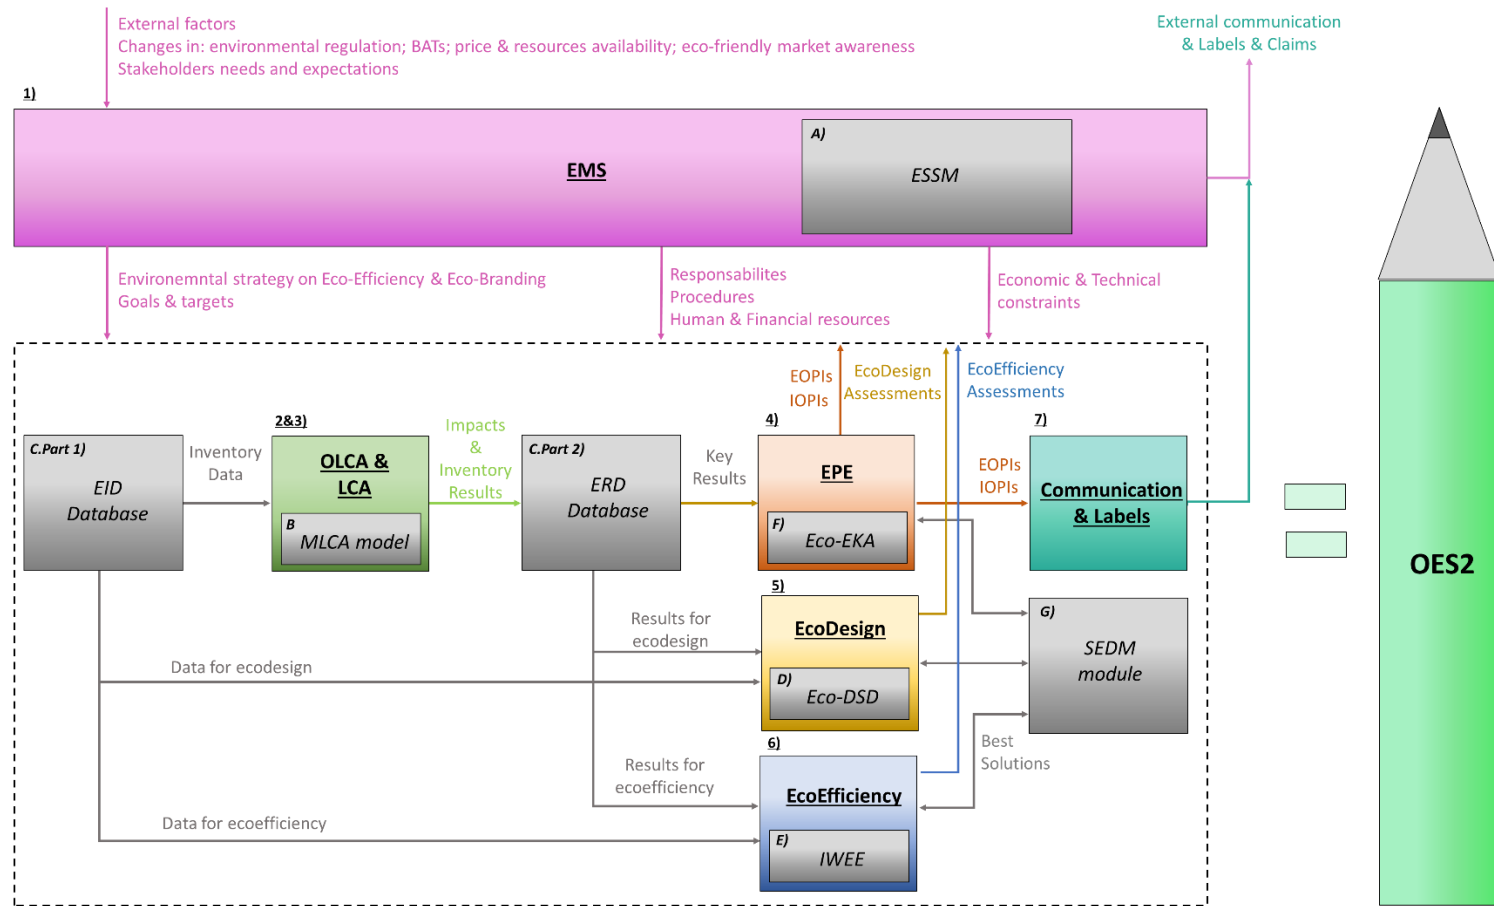 External factors
Changes in: environmental regulation; BATs; price & resources availability; eco-friendly market awareness
Stakeholders needs and expectations
External communication
& Labels & Claims
1)
EMS
A)
ESSM
Environemntal strategy on Eco-Efficiency & Eco-Branding
Goals & targets
Responsabilites
Procedures
Human & Financial resources
Economic & Technical
constraints
EOPIs
IOPIs
EcoDesign
Assessments
EcoEfficiency
Assessments
C.Part 1)
EID
Database
Inventory
Data
2&3)
OLCA &
LCA
B
MLCA model
Impacts
&
Inventory
Results
C.Part 2)
ERD
Database
Key
Results
4)
EPE
F)
Eco-EKA
EOPIs
IOPIs
7)
Communication
& Labels
OES2
5)
EcoDesign
D)
Eco-DSD
Results for
ecodesign
Data for ecodesign
G)
SEDM
module
6)
EcoEfficiency
E)
IWEE
Best
Solutions
Results for
ecoefficiency
Data for ecoefficiency